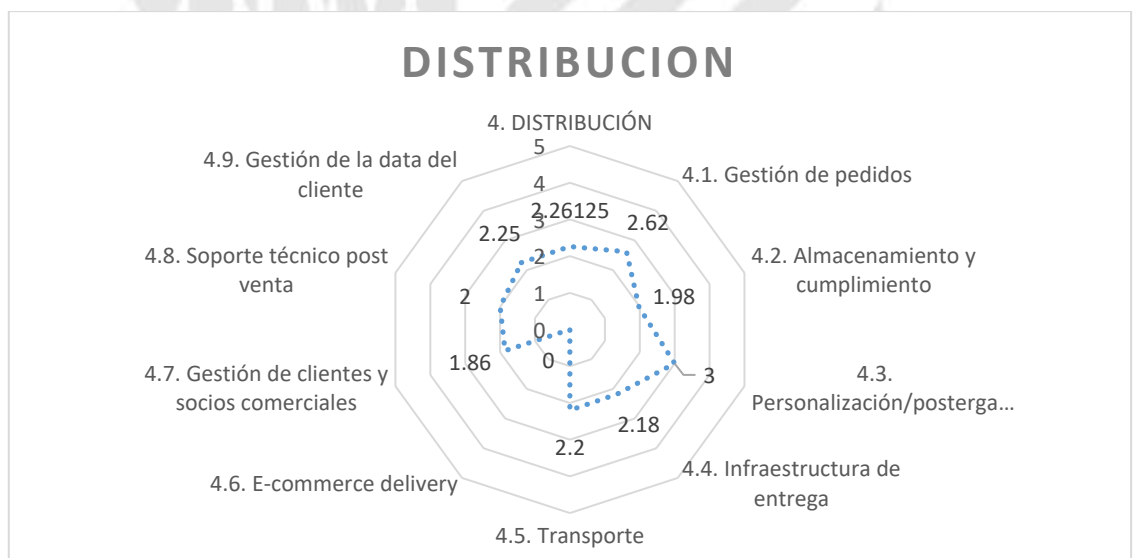 DISTRIBUCION
4. DISTRIBUCIÓN
5
4
3
2
1
0
4.1. Gestión de pedidos
4.2. Almacenamiento y
cumplimiento
4.3.
Personalización/posterga...
4.4. Infraestructura de
entrega
4.5. Transporte
4.6. E-commerce delivery
4.7. Gestión de clientes y
socios comerciales
4.8. Soporte técnico post
venta
4.9. Gestión de la data del
cliente
2.26125
2.62
1.98
3
2.18
2.2
0
1.86
2
2.25